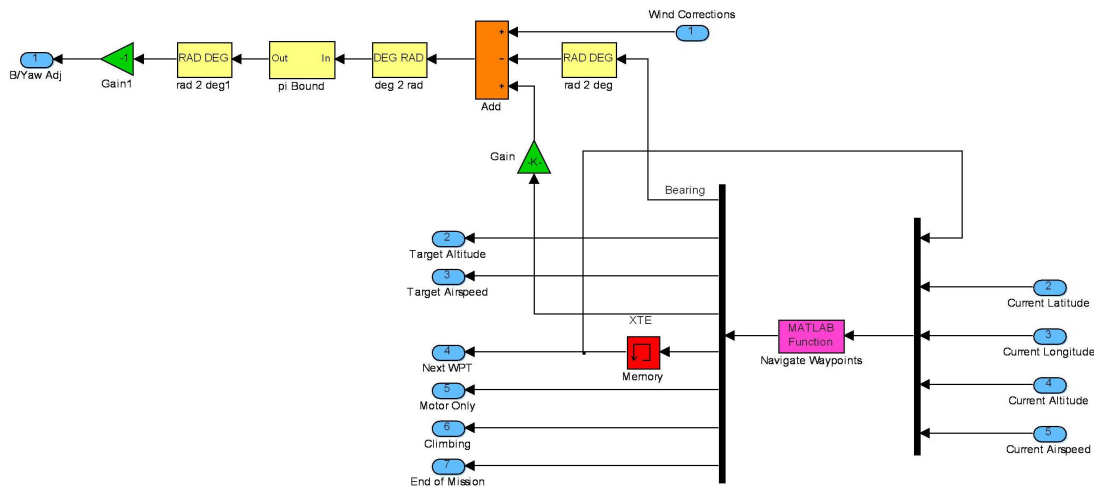 Wind Corrections
1
+
−
+
Add
DEG RAD
deg 2 rad
Out
In
pi Bound
RAD DEG
rad 2 deg1
-1
Gain1
1
B/Yaw Adj
RAD DEG
rad 2 deg
Gain
-K-
Bearing
2
Target Altitude
3
Target Airspeed
XTE
4
Next WPT
Memory
5
Motor Only
6
Climbing
7
End of Mission
MATLAB
Function
Navigate Waypoints
2
Current Latitude
3
Current Longitude
4
Current Altitude
5
Current Airspeed